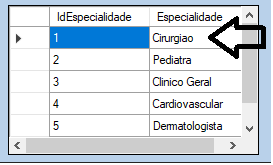 IdEspecialidade Especialidade
1 Cirurgiao
2 Pediatra
3 Clinico Geral
4 Cardiovascular
5 Dermatologista